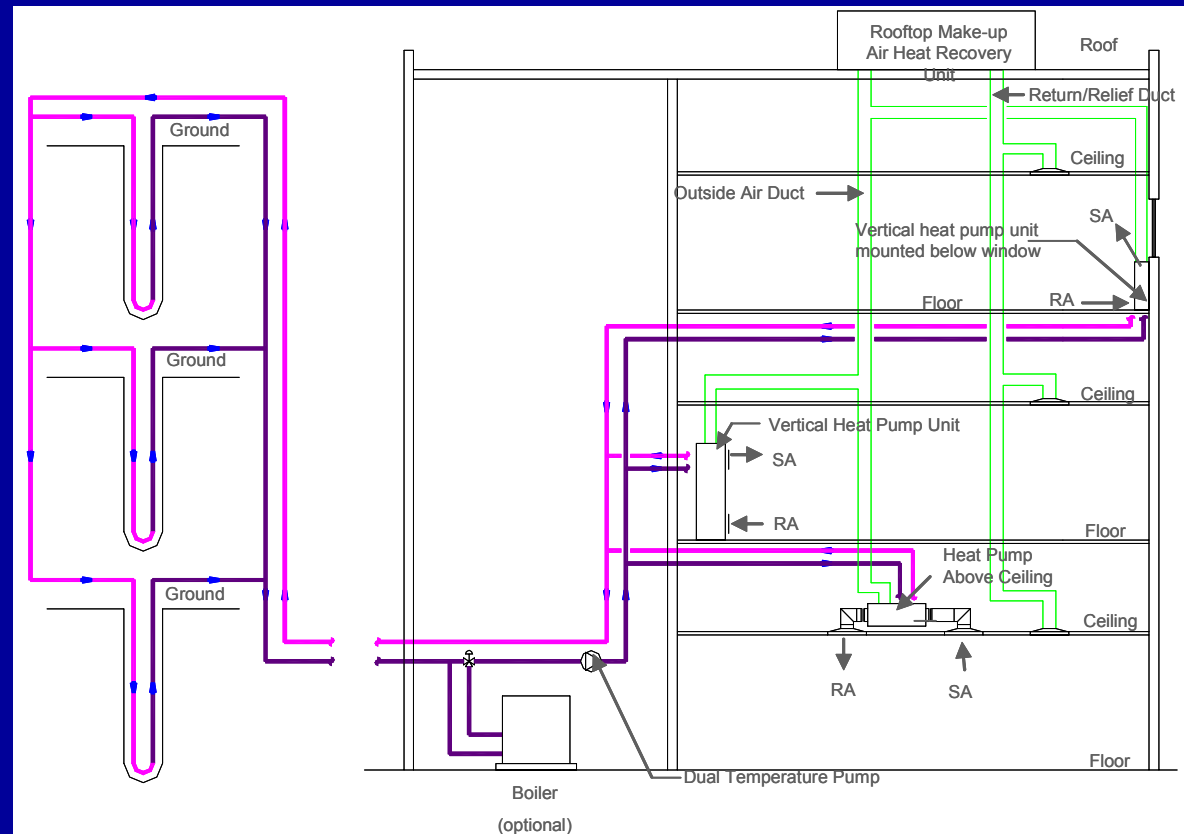 Rooftop Make-up
Air Heat Recovery
Unit
Roof
Return/Relief Duct
Ground
Ceiling
Outside Air Duct
SA
Vertical heat pump unit
mounted below window
RA
Floor
Ground
Ceiling
Vertical Heat Pump Unit
SA
RA
Floor
Heat Pump
Above Ceiling
Ground
Ceiling
RA
SA
Floor
Dual Temperature Pump
Boiler
(optional)